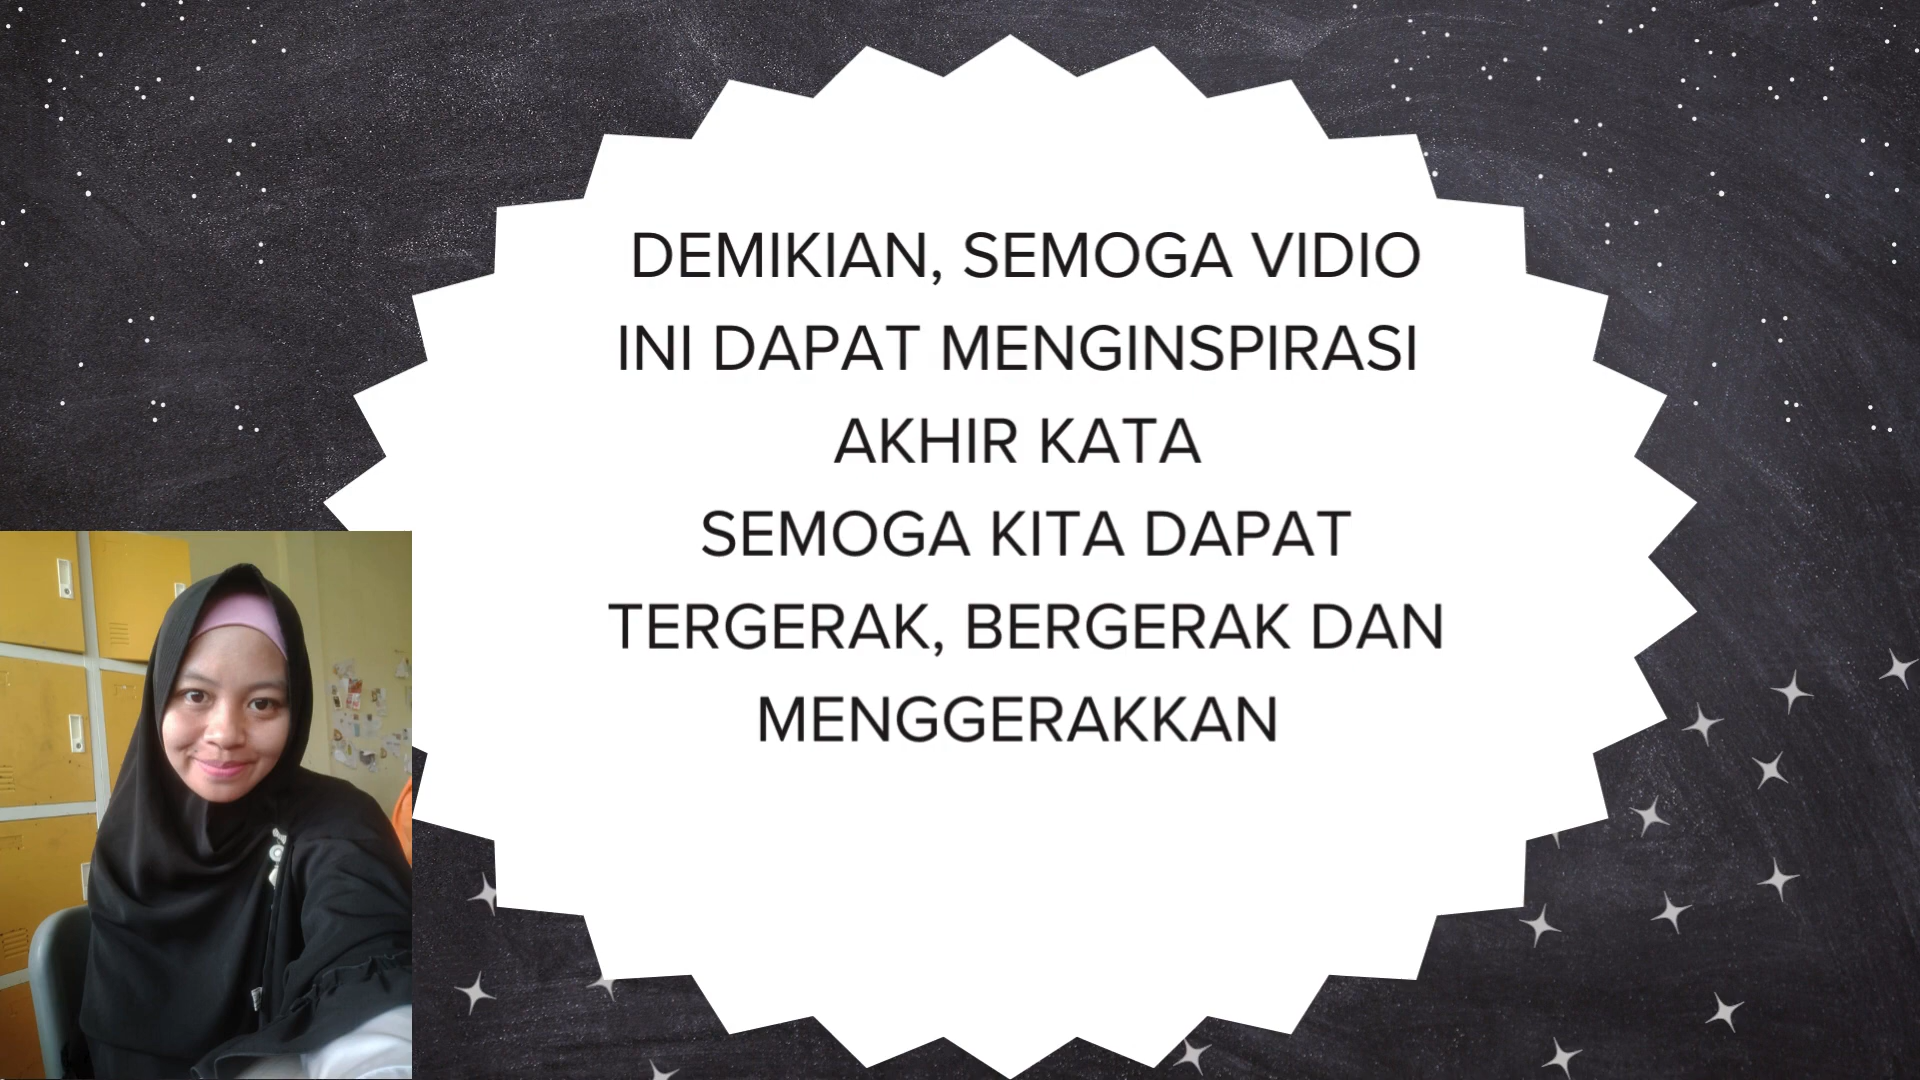 DEMIKIAN, SEMOGA VIDIO
INI DAPAT MENGINSPIRASI
AKHIR KATA
SEMOGA KITA DAPAT
TERGERAK, BERGERAK DAN
MENGGERAKKAN